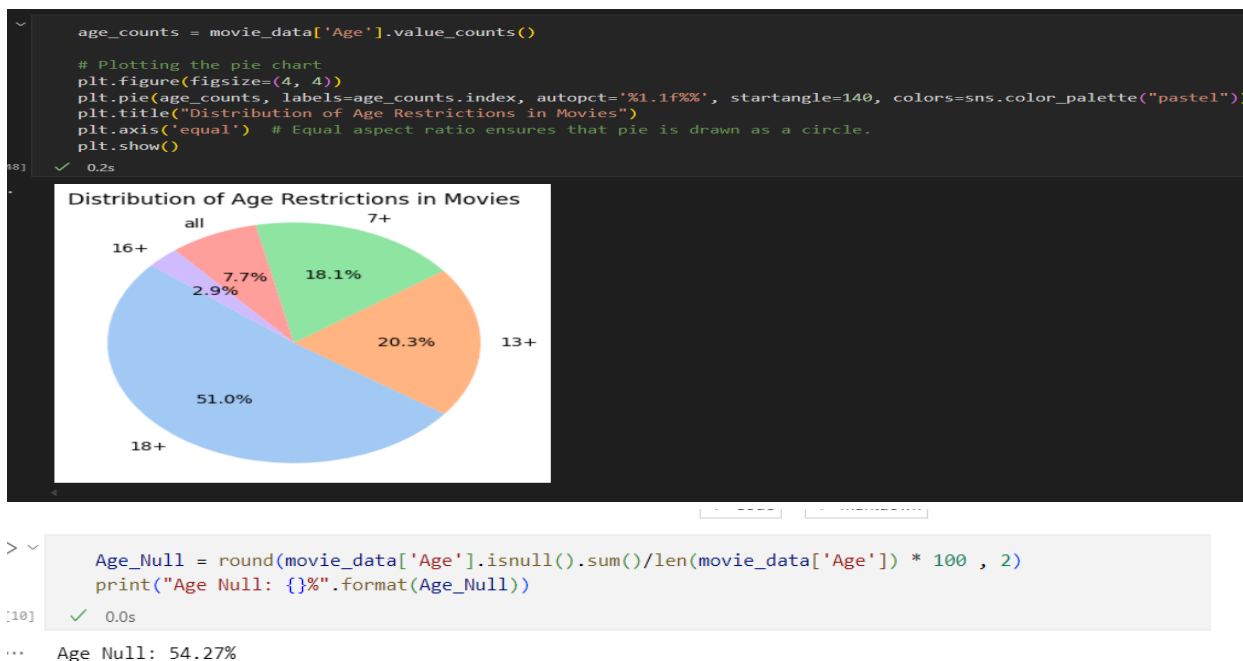 age_counts = movie_data['Age'].value_counts()
# Plotting the pie chart
plt.figure(figsize=(4, 4))
plt.pie(age_counts, labels=age_counts.index, autopct='%1.1f%%', startangle=140, colors=sns.color_palette("pastel"))
plt.title("Distribution of Age Restrictions in Movies")
plt.axis('equal')  # Equal aspect ratio ensures that pie is drawn as a circle.
plt.show()
48] ✓ 0.2s
Distribution of Age Restrictions in Movies
all
7+
16+
7.7%
18.1%
2.9%
20.3%
13+
51.0%
18+
Age_Null = round(movie_data['Age'].isnull().sum()/len(movie_data['Age']) * 100 , 2)
print("Age Null: {}%".format(Age_Null))
[10] ✓ 0.0s
... Age Null: 54.27%